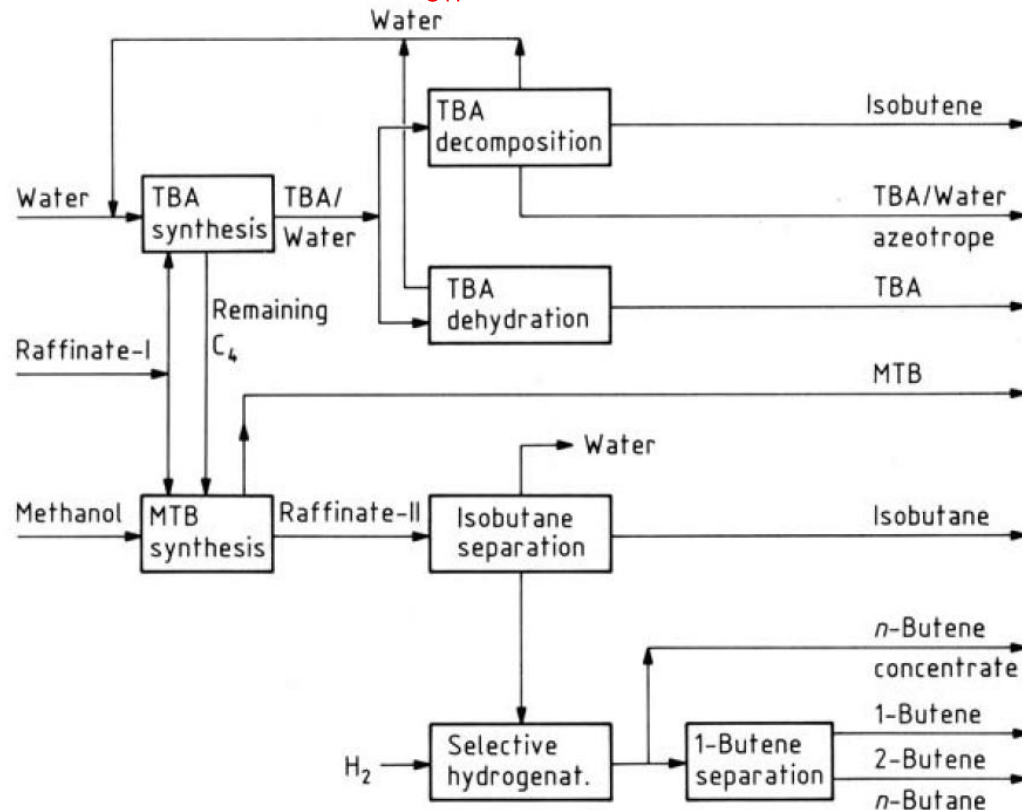 Water
TBA
decomposition
Isobutene
Water
TBA
synthesis
TBA/
Water
TBA/Water
azeotrope
TBA
dehydration
TBA
Remaining
C₄
Raffinate-I
MTB
Water
Methanol
MTB
synthesis
Raffinate-II
Isobutane
separation
Isobutane
n-Butene
concentrate
H₂
Selective
hydrogenat.
1-Butene
separation
1-Butene
2-Butene
n-Butane